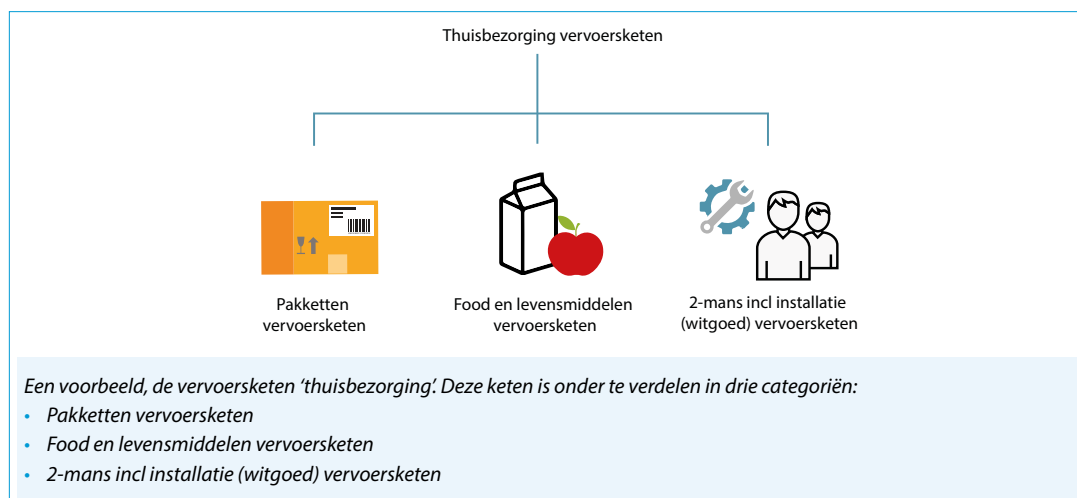 Thuisbezorging vervoersketen
Pakketten
vervoersketen
Food en levensmiddelen
vervoersketen
2-mans incl installatie
(witgoed) vervoersketen
Een voorbeeld, de vervoersketen ‘thuisbezorging’. Deze keten is onder te verdelen in drie categoriën:
• Pakketten vervoersketen
• Food en levensmiddelen vervoersketen
• 2-mans incl installatie (witgoed) vervoersketen